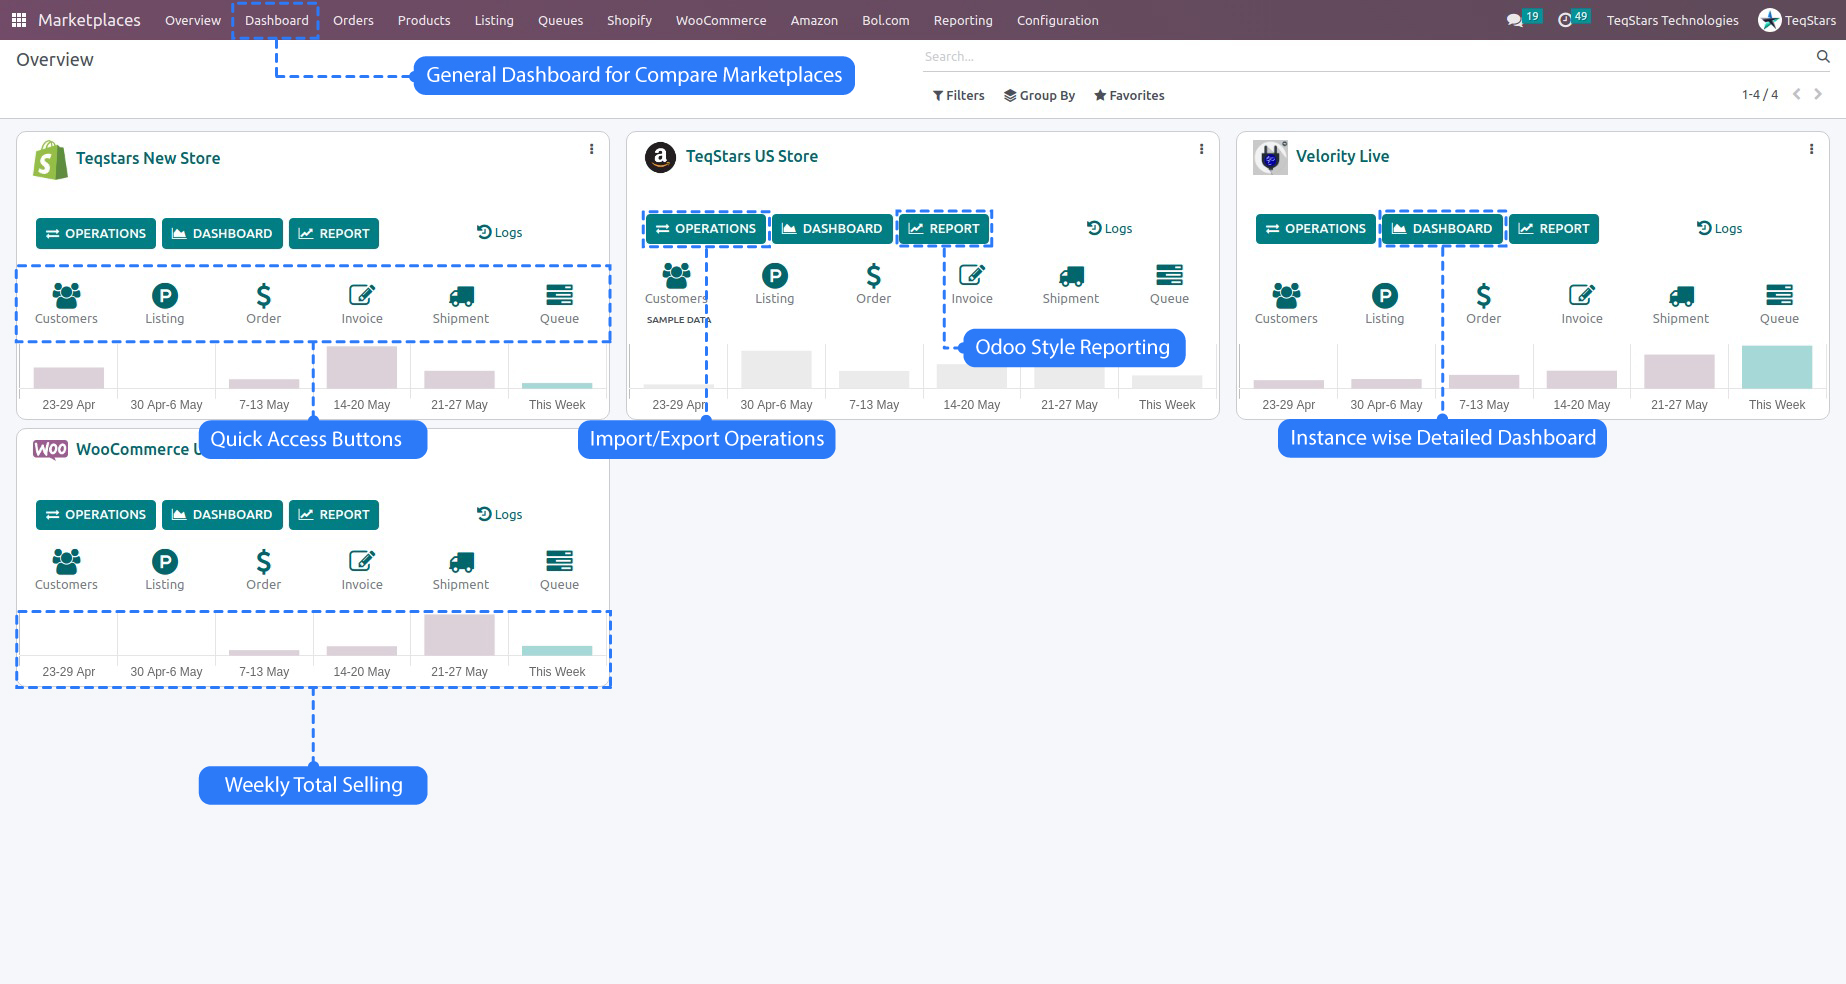 Marketplaces Overview Dashboard Orders Products Listing Queues Shopify WooCommerce Amazon Bol.com Reporting Configuration 19 49 TeqStars Technologies TeqStars
Overview
General Dashboard for Compare Marketplaces
Search...
Filters Group By Favorites 1-4 / 4
Teqstars New Store
OPERATIONS DASHBOARD REPORT Logs
Customers Listing Order Invoice Shipment Queue
23-29 Apr 30 Apr-6 May 7-13 May 14-20 May 21-27 May This Week
Quick Access Buttons
TeqStars US Store
OPERATIONS DASHBOARD REPORT Logs
Customers Listing Order Invoice Shipment Queue
SAMPLE DATA
Odoo Style Reporting
23-29 Apr 30 Apr-6 May 7-13 May 14-20 May 21-27 May This Week
Import/Export Operations
Velority Live
OPERATIONS DASHBOARD REPORT Logs
Customers Listing Order Invoice Shipment Queue
23-29 Apr 30 Apr-6 May 7-13 May 14-20 May 21-27 May This Week
Instance wise Detailed Dashboard
WOO WooCommerce
OPERATIONS DASHBOARD REPORT Logs
Customers Listing Order Invoice Shipment Queue
23-29 Apr 30 Apr-6 May 7-13 May 14-20 May 21-27 May This Week
Weekly Total Selling